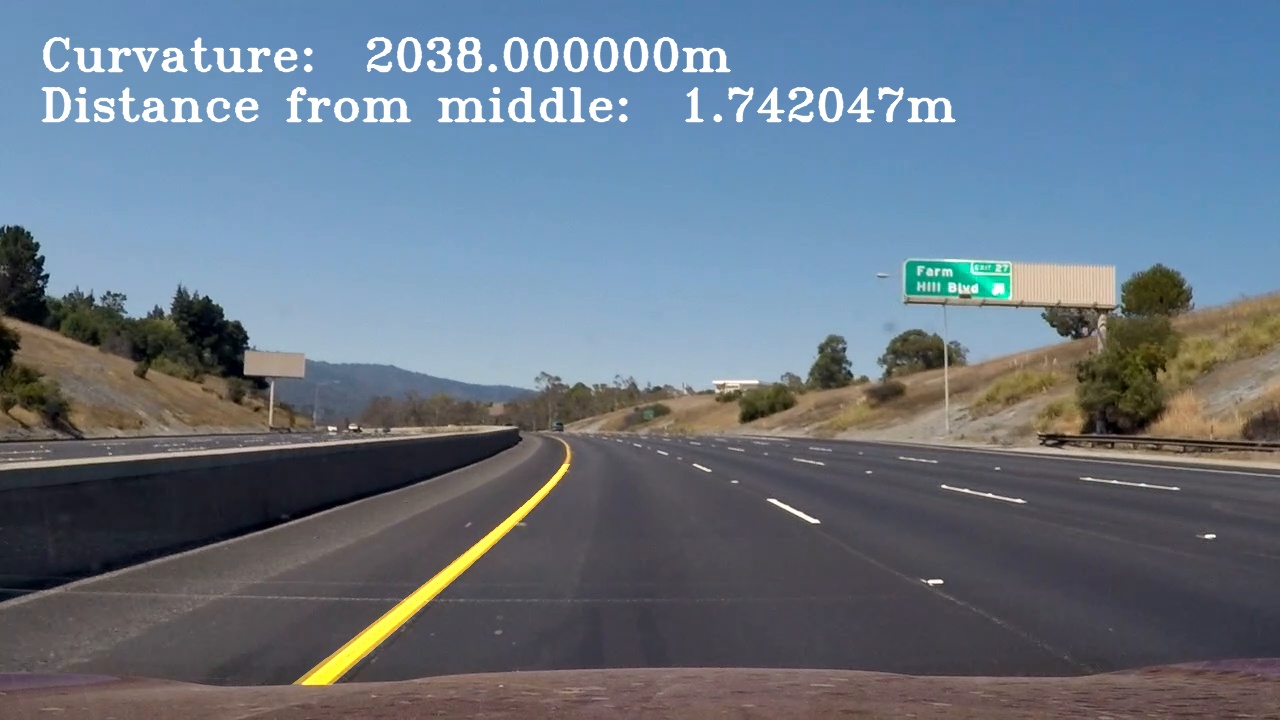 Curvature: 2038.000000m
Distance from middle: 1.742047m
EXIT 27
Farm
Hill Blvd